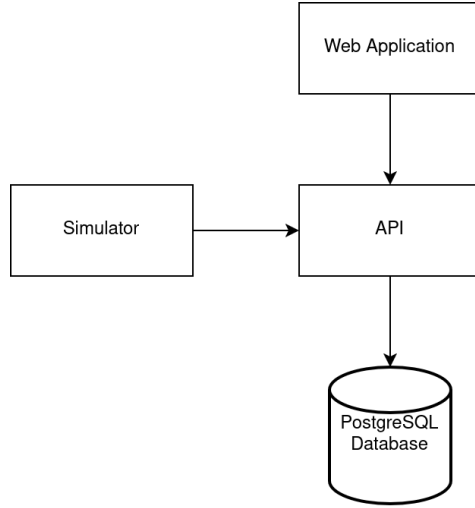 Web Application
Simulator
API
PostgreSQL
Database